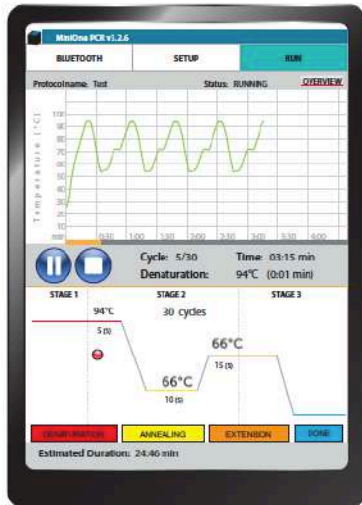 MiniOne PCR v1.2.6
BLUETOOTH SETUP RUN
Protocol name: Test Status: RUNNING OVERVIEW
Temperature [°C]
100
90
80
70
60
50
40
30
20
10
min 0:30 1:00 1:30 2:00 2:30 3:00 3:30 4:00
Cycle: 5/30 Time: 03:15 min
Denaturation: 94°C (0:01 min)
STAGE 1 STAGE 2 STAGE 3
94°C 30 cycles
5 (S)
66°C
15 (S)
66°C
10 (S)
DENATURATION ANNEALING EXTENSION DONE
Estimated Duration: 24:46 min